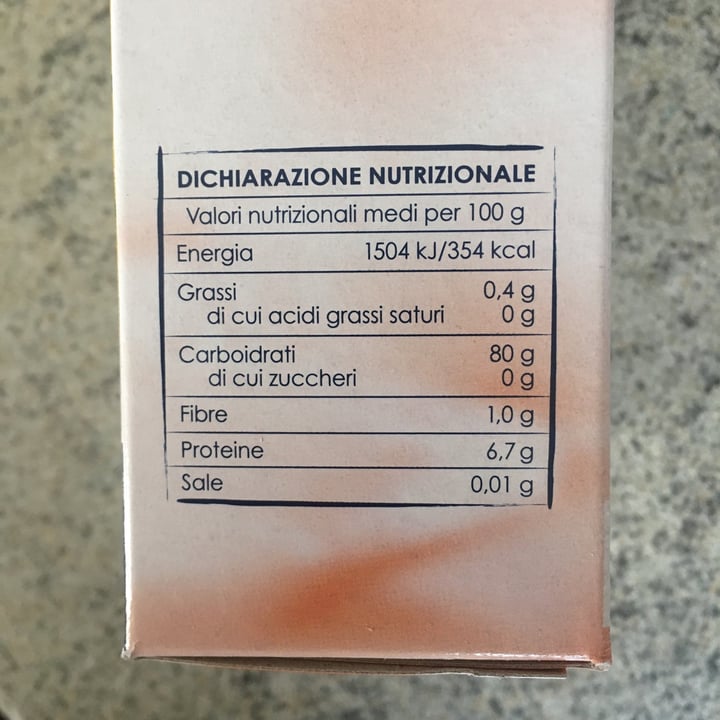 DICHIARAZIONE NUTRIZIONALE
Valori nutrizionali medi per 100 g
Energia 1504 kJ/354 kcal
Grassi 0,4 g
di cui acidi grassi saturi 0 g
Carboidrati 80 g
di cui zuccheri 0 g
Fibre 1,0 g
Proteine 6,7 g
Sale 0,01 g